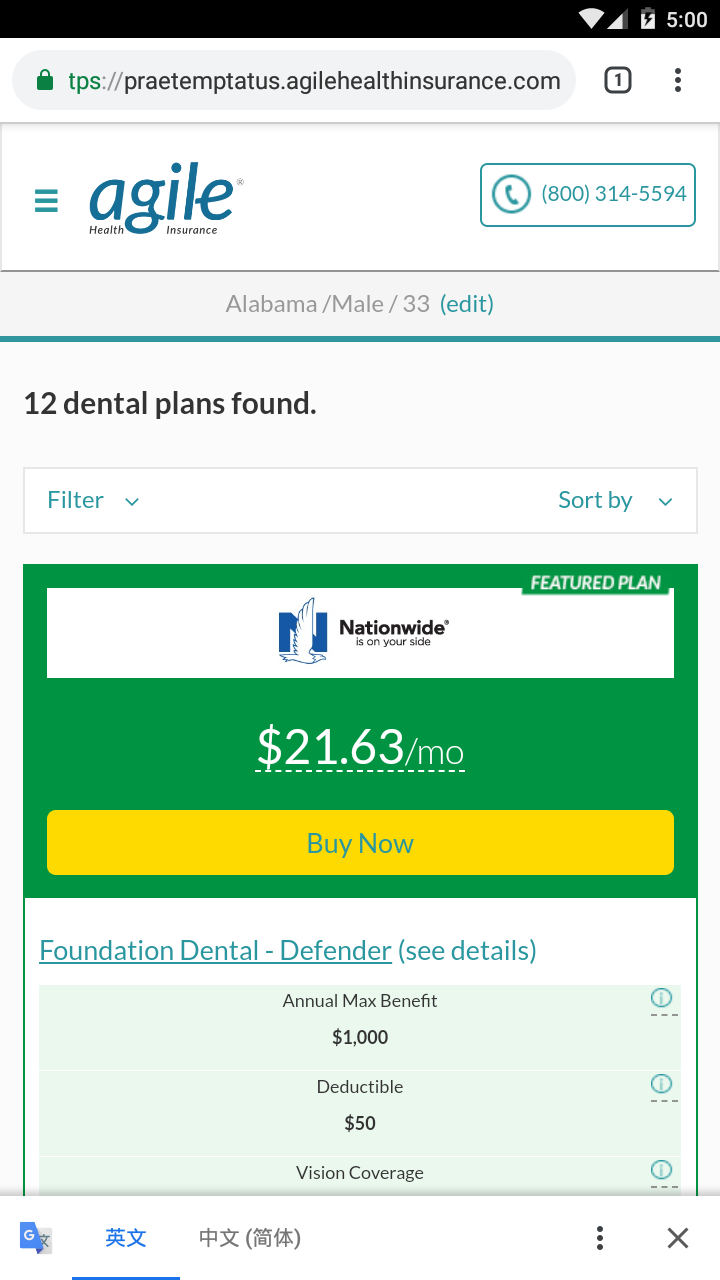 5:00
tps://praetemptatus.agilehealthinsurance.com
1
agile®
Health Insurance
(800) 314-5594
Alabama /Male / 33 (edit)
12 dental plans found.
Filter
Sort by
FEATURED PLAN
Nationwide®
is on your side
$21.63/mo
Buy Now
Foundation Dental - Defender (see details)
Annual Max Benefit
$1,000
Deductible
$50
Vision Coverage
G 文
英文
中文 (简体)